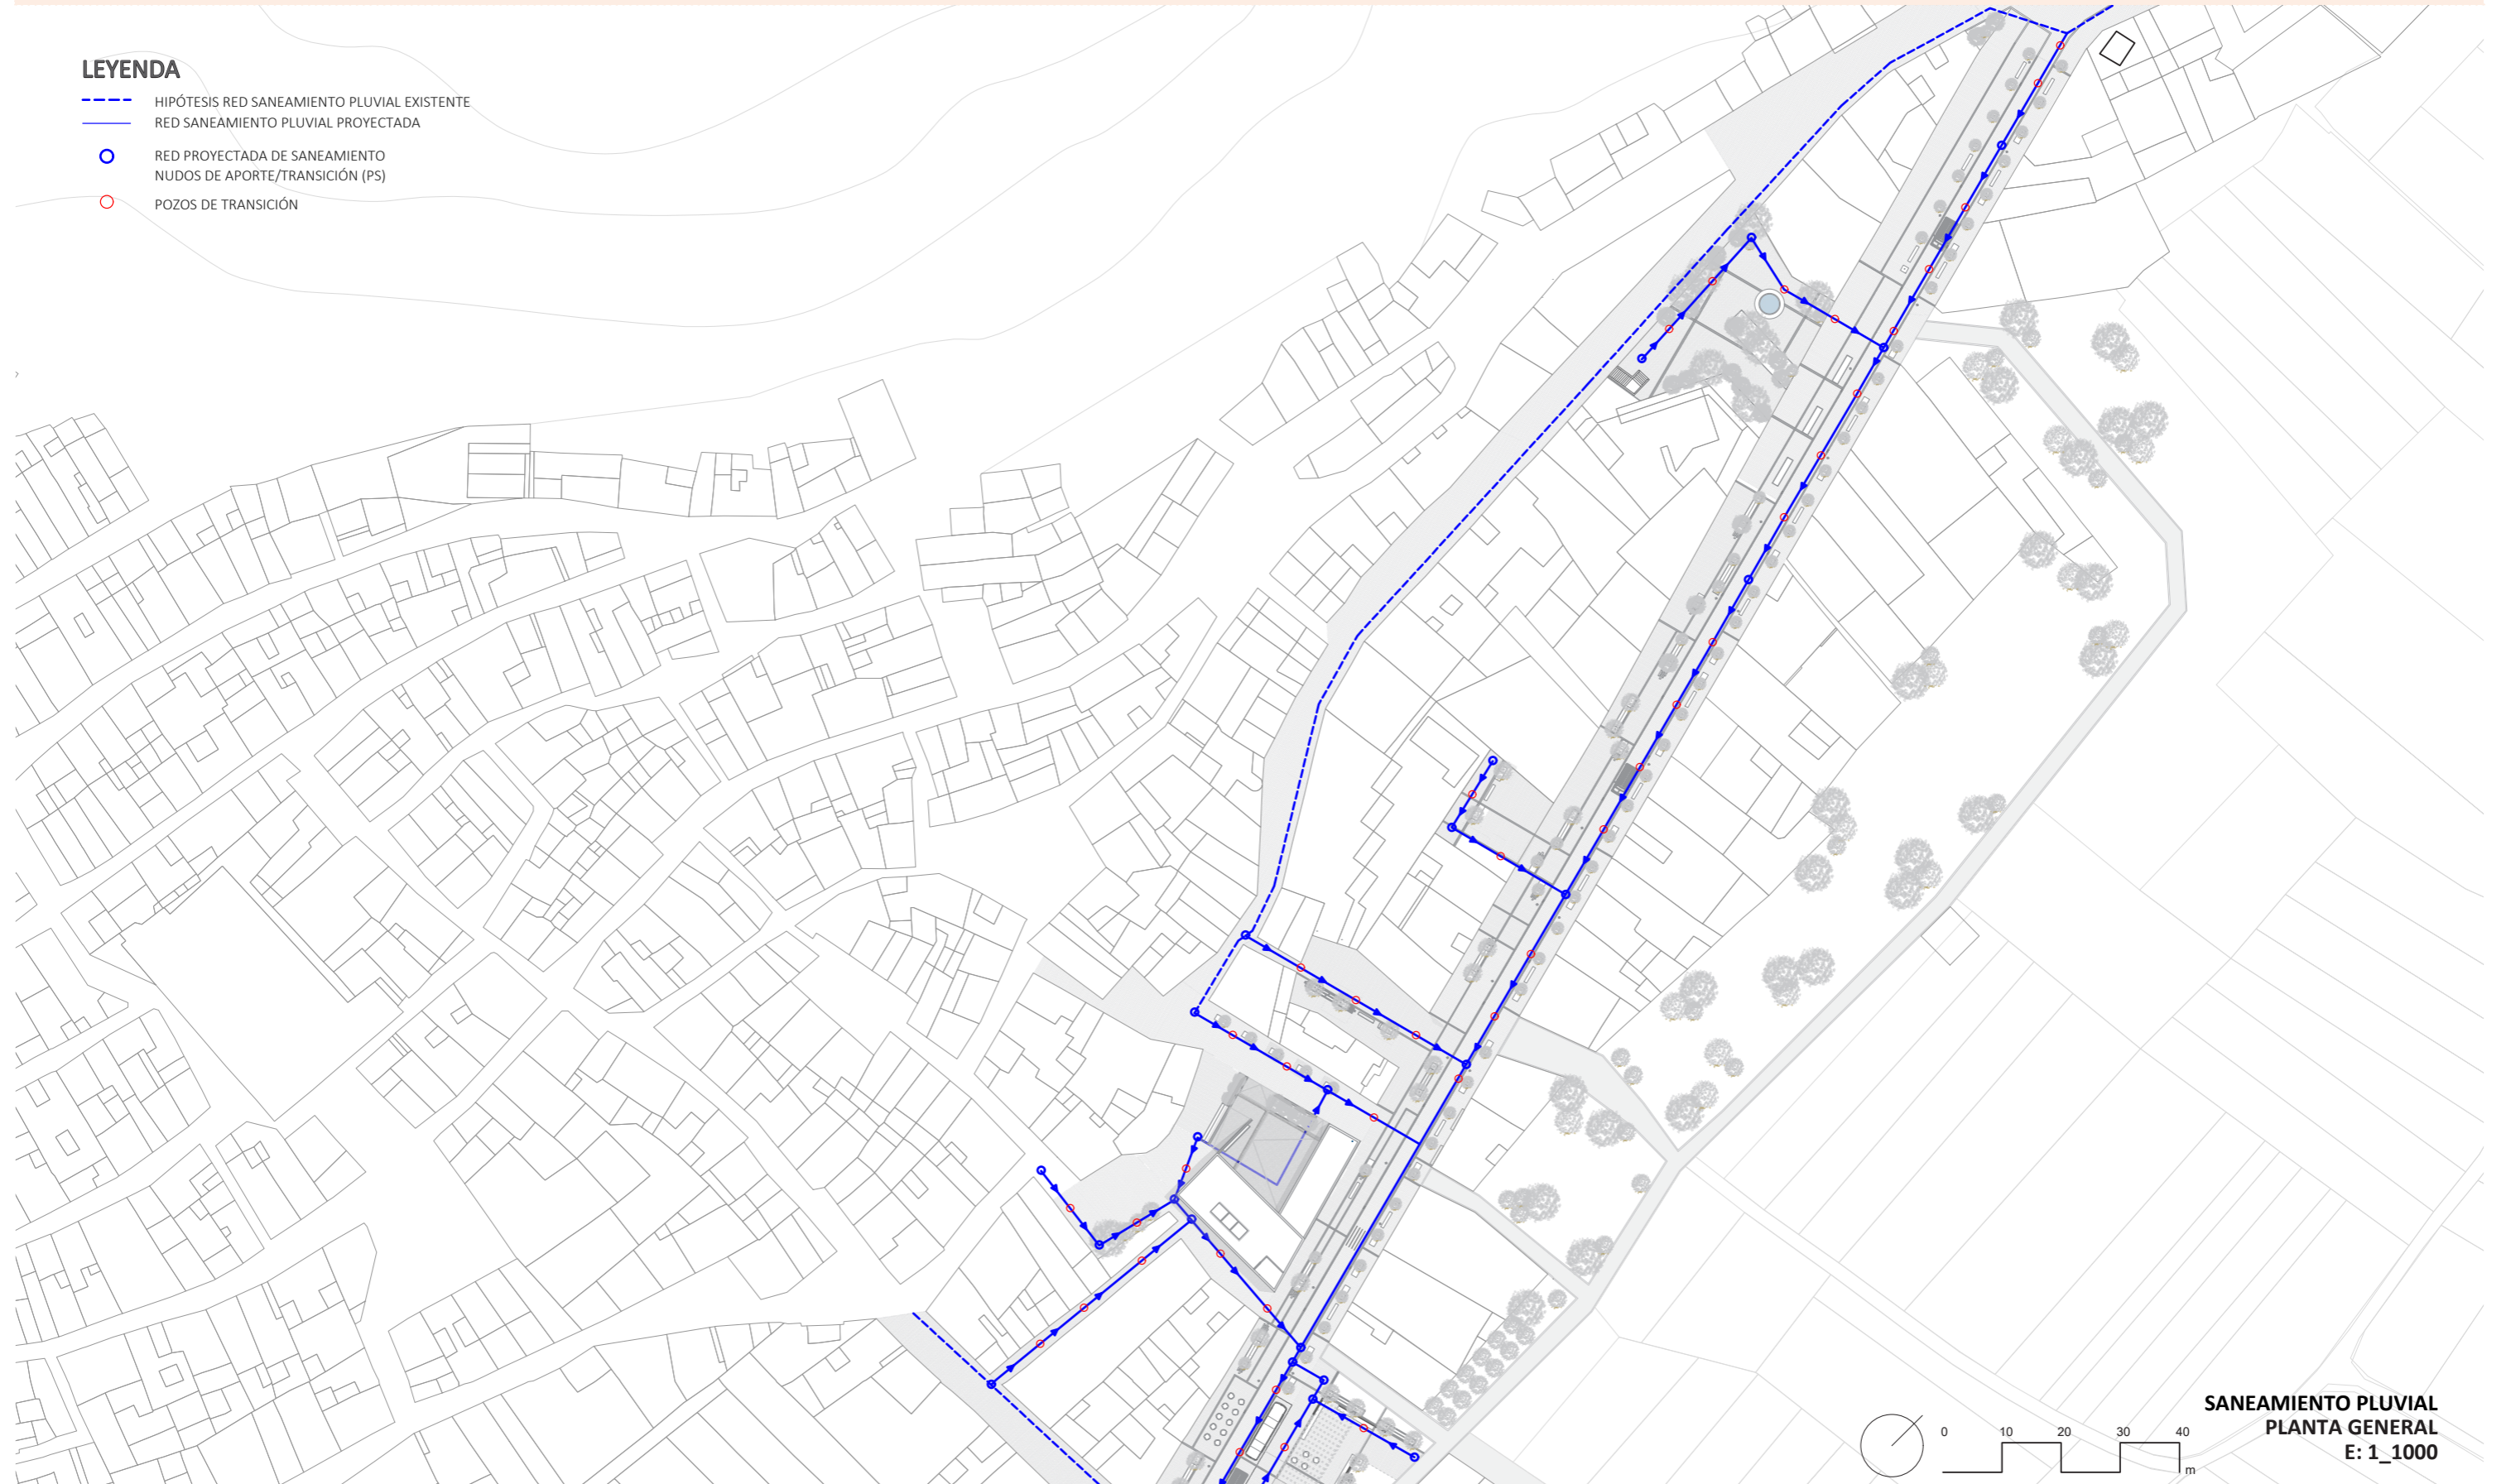 LEYENDA
HIPÓTESIS RED SANEAMIENTO PLUVIAL EXISTENTE
RED SANEAMIENTO PLUVIAL PROYECTADA
RED PROYECTADA DE SANEAMIENTO
NUDOS DE APORTE/TRANSICIÓN (PS)
POZOS DE TRANSICIÓN
SANEAMIENTO PLUVIAL
PLANTA GENERAL
E: 1_1000
0 10 20 30 40
m